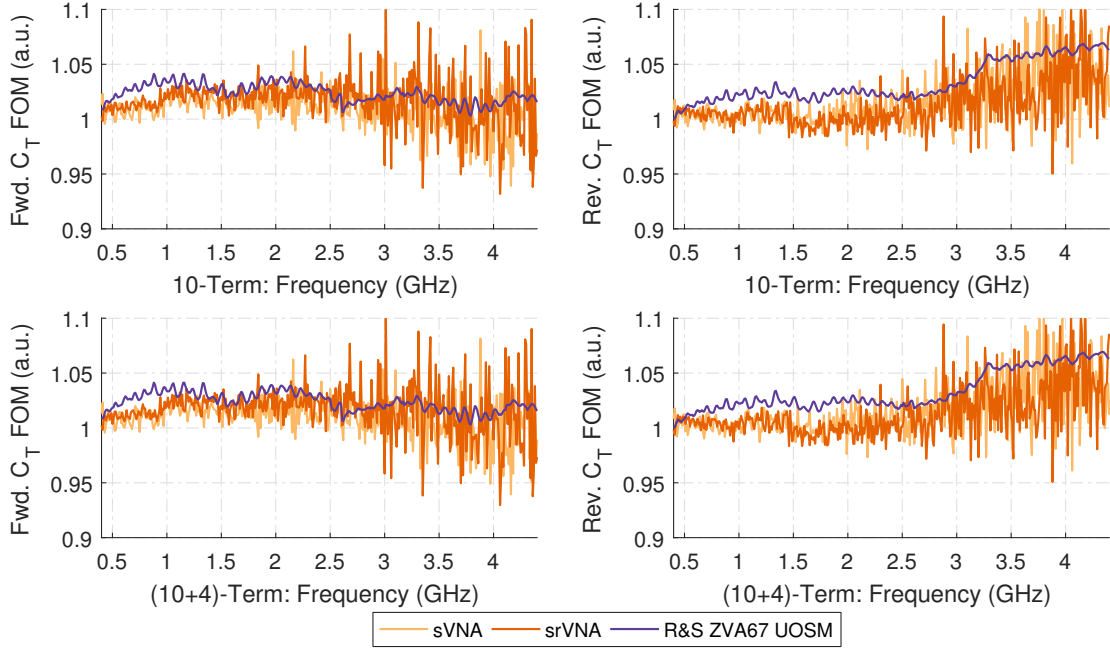 1.1
1.05
1
0.95
0.9
Fwd. C_T FOM (a.u.)
0.5 1 1.5 2 2.5 3 3.5 4
10-Term: Frequency (GHz)
1.1
1.05
1
0.95
0.9
Rev. C_T FOM (a.u.)
0.5 1 1.5 2 2.5 3 3.5 4
10-Term: Frequency (GHz)
1.1
1.05
1
0.95
0.9
Fwd. C_T FOM (a.u.)
0.5 1 1.5 2 2.5 3 3.5 4
(10+4)-Term: Frequency (GHz)
1.1
1.05
1
0.95
0.9
Rev. C_T FOM (a.u.)
0.5 1 1.5 2 2.5 3 3.5 4
(10+4)-Term: Frequency (GHz)
sVNA srVNA R&S ZVA67 UOSM